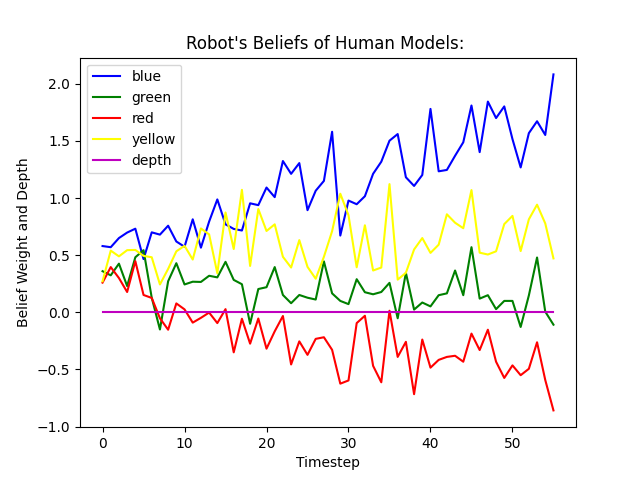 Robot's Beliefs of Human Models:
blue
green
red
yellow
depth
Belief Weight and Depth
2.0
1.5
1.0
0.5
0.0
−0.5
−1.0
0 10 20 30 40 50
Timestep